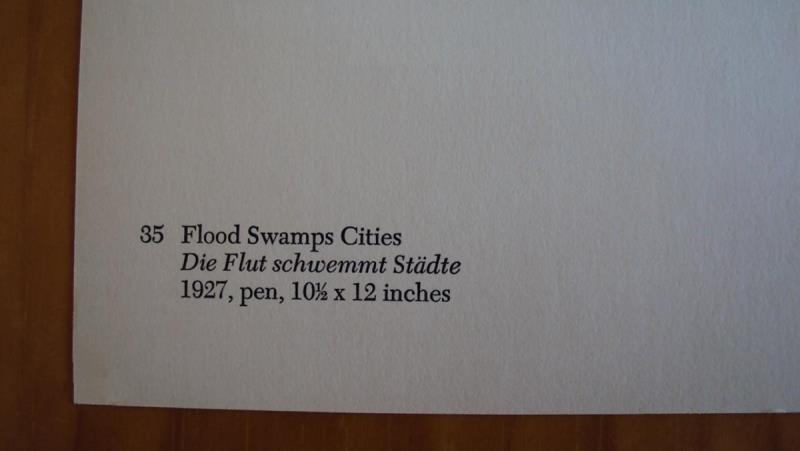 35 Flood Swamps Cities
Die Flut schwemmt Städte
1927, pen, 10½ x 12 inches